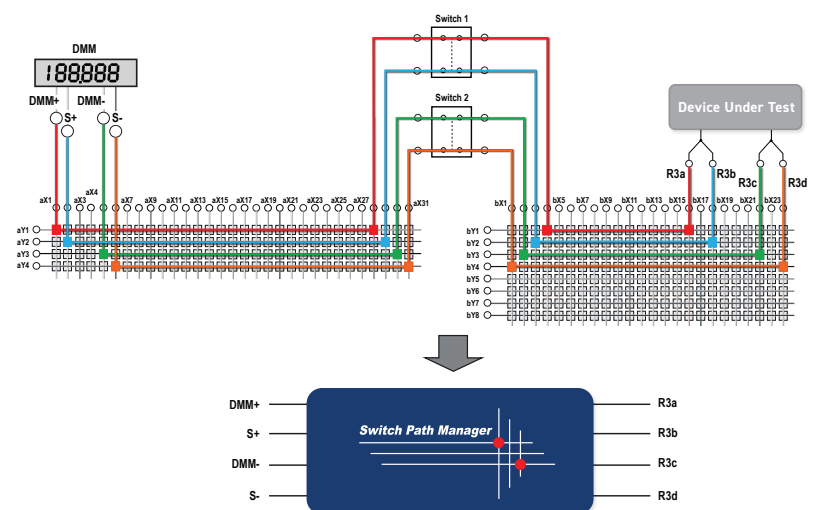 Switch 1
DMM
188.888
DMM+ DMM-
S+ S-
Switch 2
Device Under Test
R3a R3b R3c R3d
aX1 aX3 aX4 aX7 aX9 aX11 aX13 aX15 aX17 aX19 aX21 aX23 aX25 aX27 aX31
bX1 bX5 bX7 bX9 bX11 bX13 bX15 bX17 bX19 bX21 bX23
aY1
aY2
aY3
aY4
bY1
bY2
bY3
bY4
bY5
bY6
bY7
bY8
DMM+ R3a
S+ R3b
Switch Path Manager
DMM- R3c
S- R3d